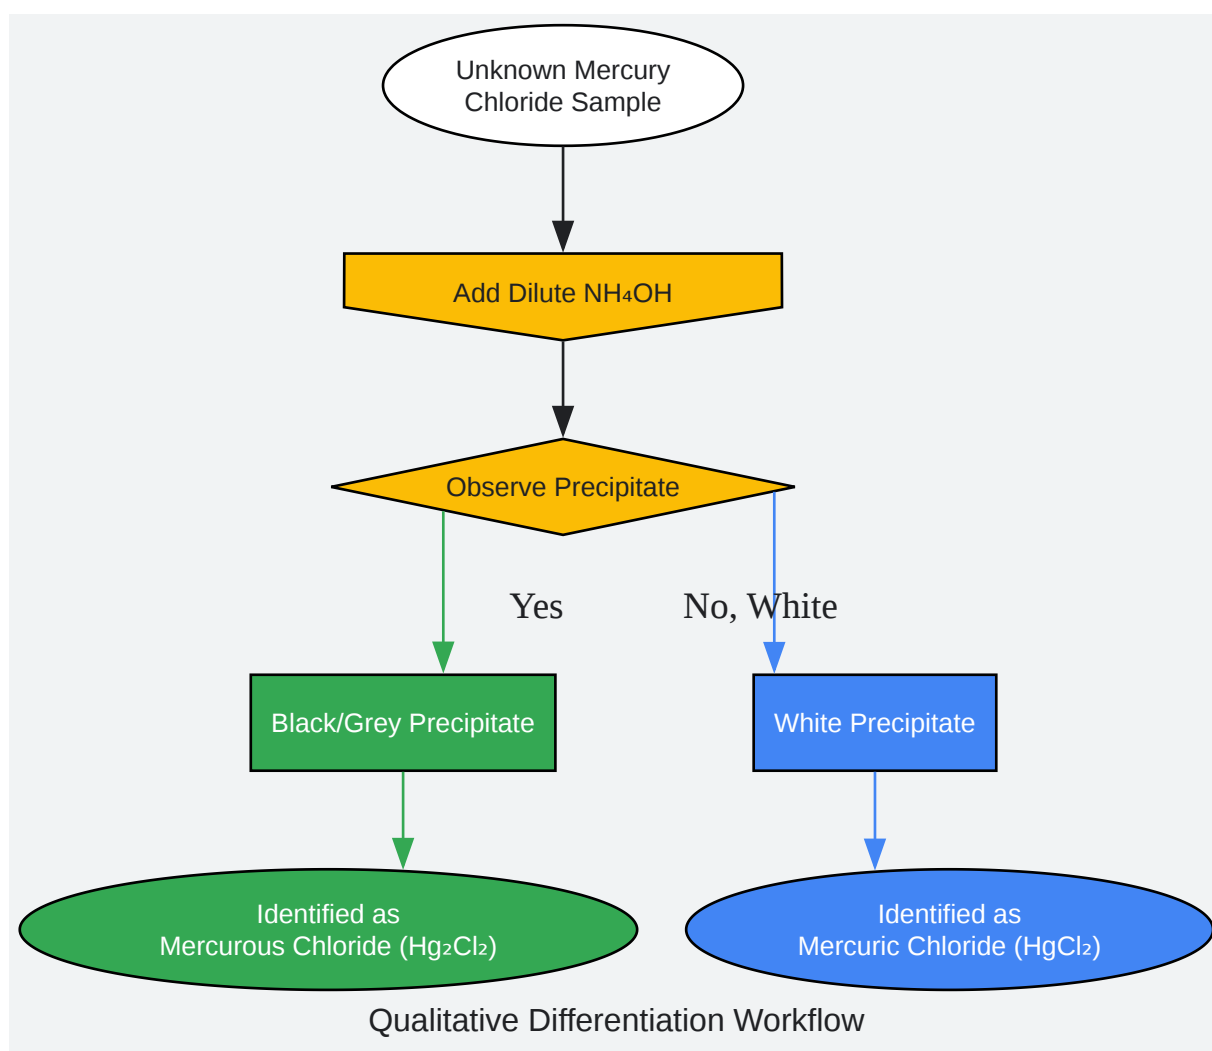 Unknown Mercury
Chloride Sample
Add Dilute NH₄OH
Observe Precipitate
Yes
No, White
Black/Grey Precipitate
White Precipitate
Identified as
Mercurous Chloride (Hg₂Cl₂)
Identified as
Mercuric Chloride (HgCl₂)
Qualitative Differentiation Workflow